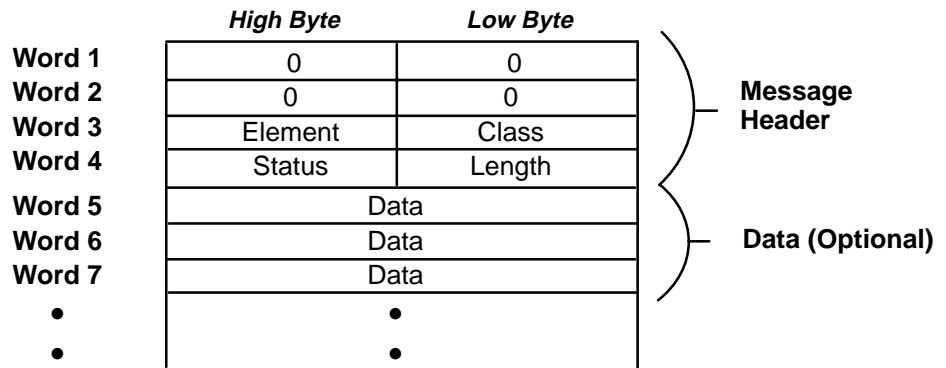 High Byte Low Byte
Word 1 0 0
Word 2 0 0
Word 3 Element Class
Word 4 Status Length
Message
Header
Word 5 Data
Word 6 Data
Word 7 Data
Data (Optional)
• •
• •